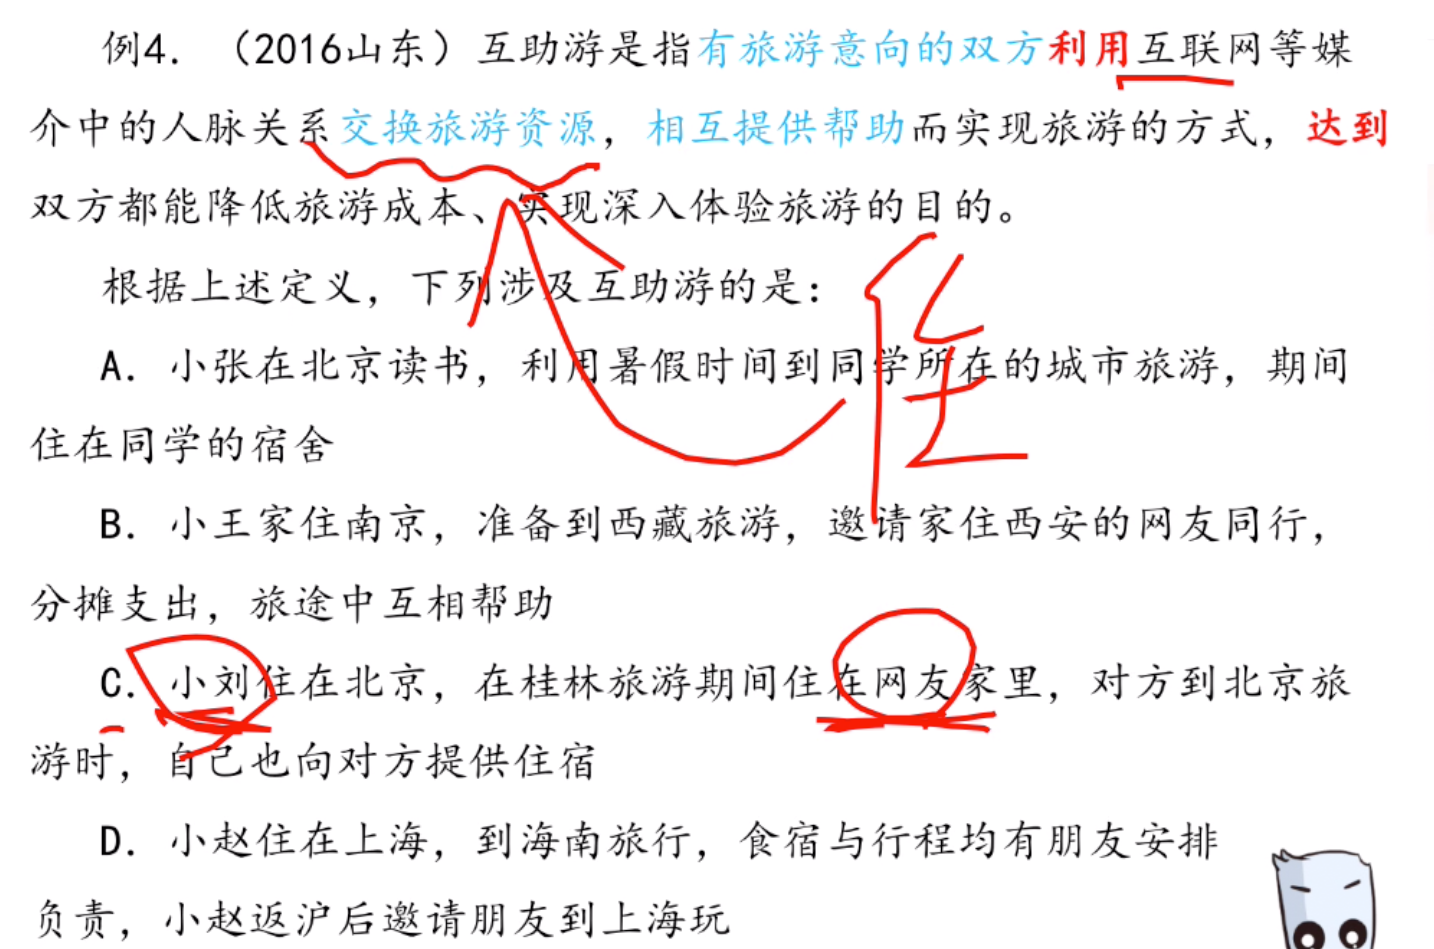 例4. （2016山东）互助游是指有旅游意向的双方利用互联网等媒
介中的人脉关系交换旅游资源，相互提供帮助而实现旅游的方式，达到
双方都能降低旅游成本、实现深入体验旅游的目的。
根据上述定义，下列涉及互助游的是：
住
A. 小张在北京读书，利用暑假时间到同学所在的城市旅游，期间
住在同学的宿舍
B. 小王家住南京，准备到西藏旅游，邀请家住西安的网友同行，
分摊支出，旅途中互相帮助
C. 小刘住在北京，在桂林旅游期间住在网友家里，对方到北京旅
游时，自己也向对方提供住宿
D. 小赵住在上海，到海南旅行，食宿与行程均有朋友安排
负责，小赵返沪后邀请朋友到上海玩